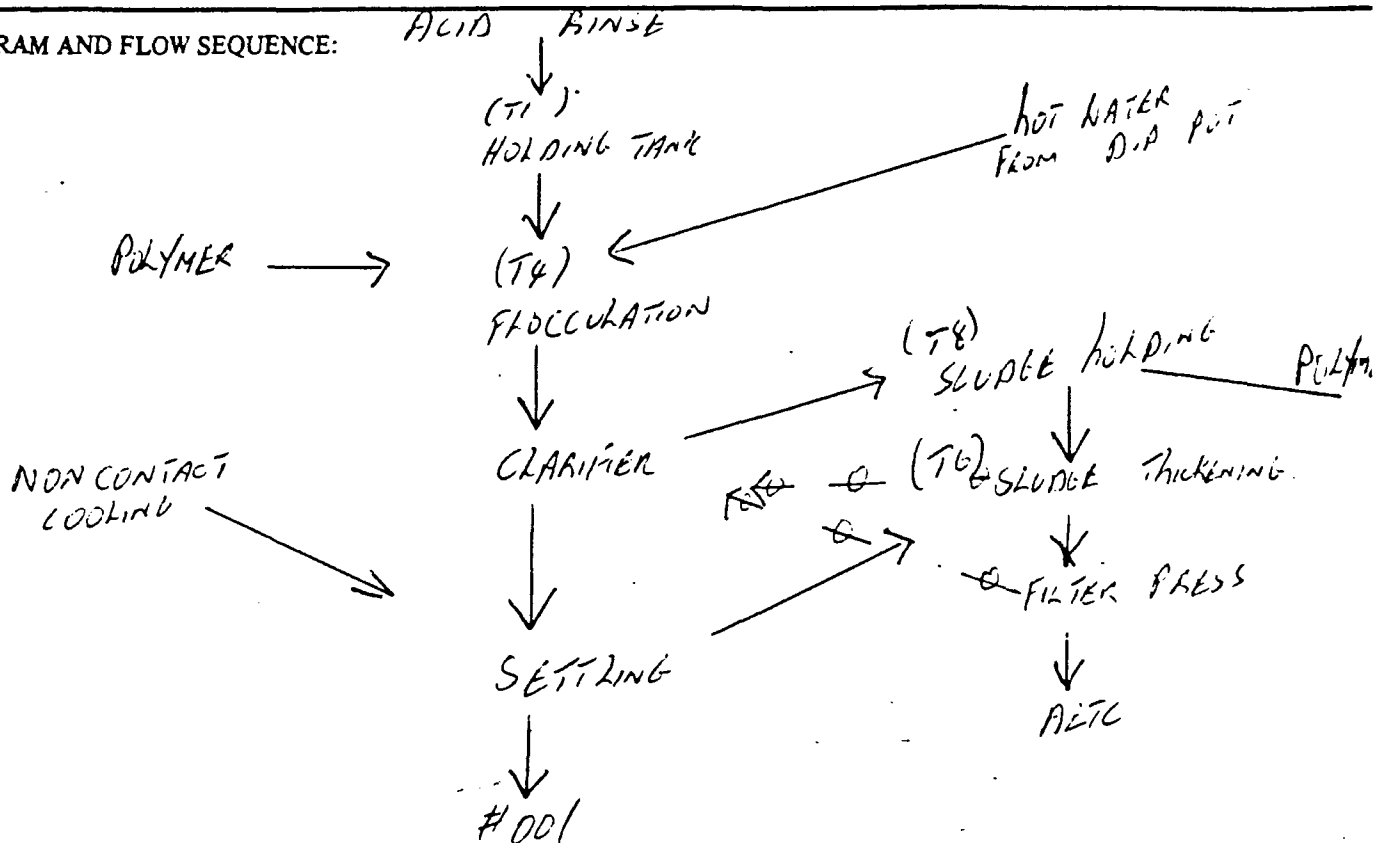 RAM AND FLOW SEQUENCE:
ACID RINSE
(T1)
HOLDING TANK
HOT WATER
FROM DIP POT
POLYMER
(T4)
FLOCCULATION
(T8)
SLUDGE HOLDING
CLARIFIER
NON CONTACT
COOLING
(T6) SLUDGE THICKENING
FILTER PRESS
SETTLING
AETC
#001